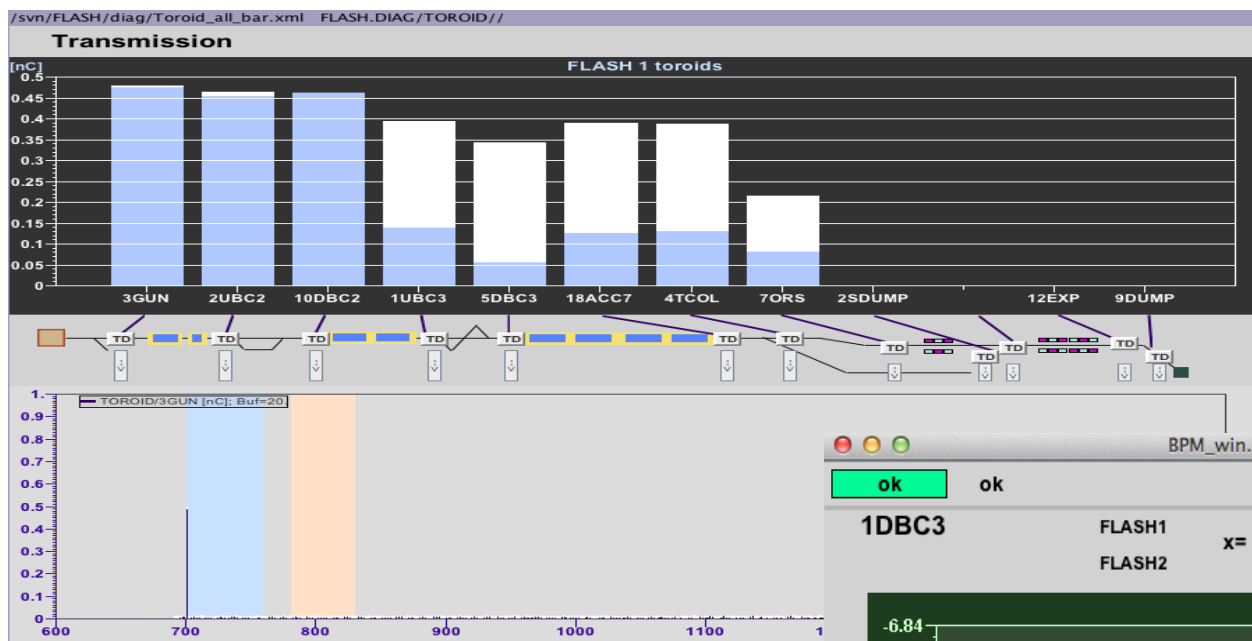 /svn/FLASH/diag/Toroid_all_bar.xml FLASH.DIAG/TOROID//
Transmission
[nC] FLASH 1 toroids
0.5
0.45
0.4
0.35
0.3
0.25
0.2
0.15
0.1
0.05
0
3GUN 2UBC2 10DBC2 1UBC3 5DBC3 18ACC7 4TCOL 7ORS 2SDUMP 12EXP 9DUMP
TD TD TD TD TD TD TD TD TD TD TD TD
1.
TOROID/3GUN [nC]; Buf=20
0.9
0.8
0.7
0.6
0.5
0.4
0.3
0.2
0.1
0
600 700 800 900 1000 1100 1
BPM_win.
ok ok
1DBC3 FLASH1 x=
FLASH2
-6.84